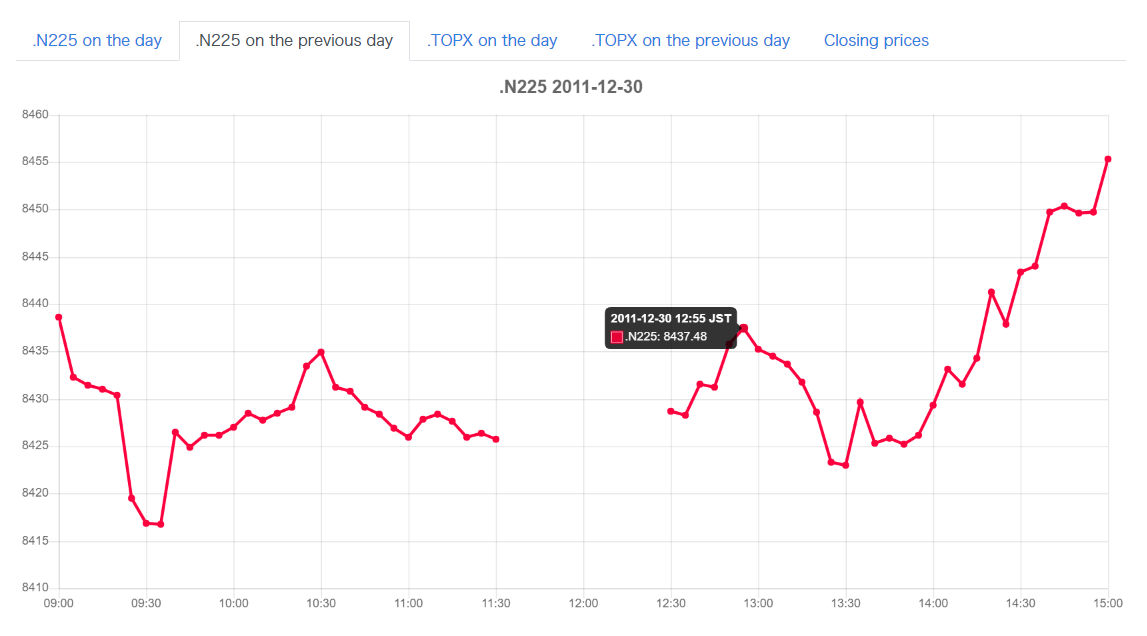 .N225 on the day .N225 on the previous day .TOPX on the day .TOPX on the previous day Closing prices
.N225 2011-12-30
8460
8455
8450
8445
8440
2011-12-30 12:55 JST
.N225: 8437.48
8435
8430
8425
8420
8415
8410
09:00 09:30 10:00 10:30 11:00 11:30 12:00 12:30 13:00 13:30 14:00 14:30 15:00